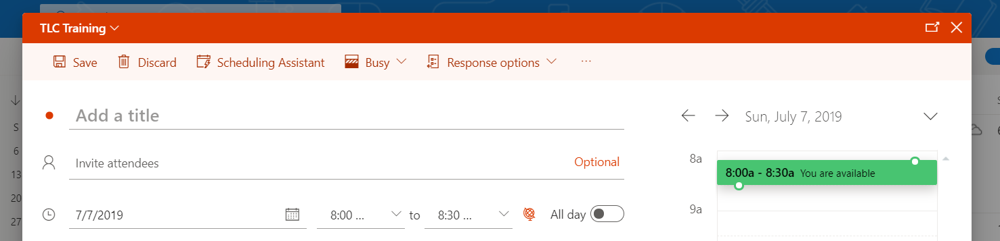 TLC Training
Save Discard Scheduling Assistant Busy Response options ...
Add a title
Sun, July 7, 2019
Invite attendees
Optional
8a
8:00a - 8:30a You are available
9a
7/7/2019
8:00 ... to 8:30 ...
All day
S
6
13
20
27